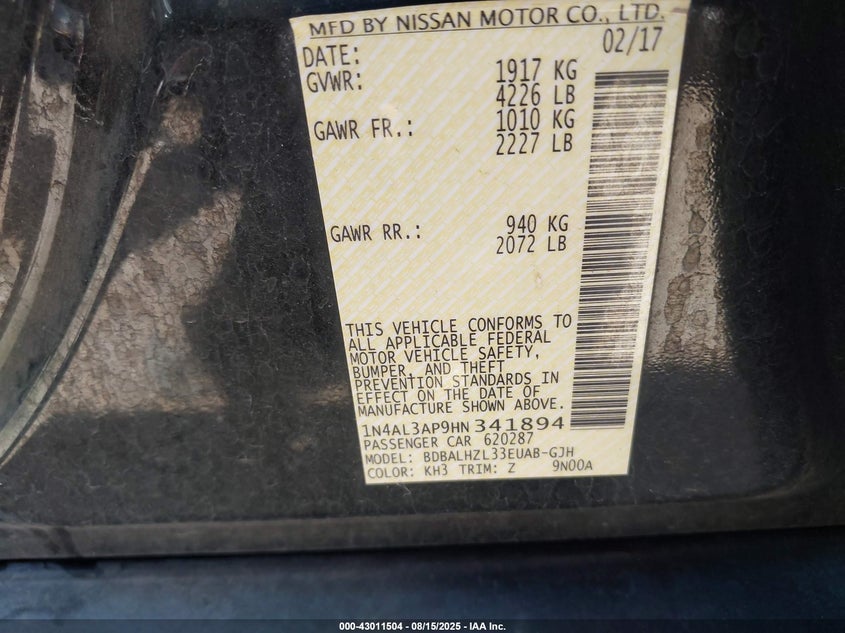 MFD BY NISSAN MOTOR CO., LTD.
DATE: 02/17
GVWR: 1917 KG
4226 LB
GAWR FR.: 1010 KG
2227 LB
GAWR RR.: 940 KG
2072 LB
THIS VEHICLE CONFORMS TO
ALL APPLICABLE FEDERAL
MOTOR VEHICLE SAFETY,
BUMPER, AND THEFT
PREVENTION STANDARDS IN
EFFECT ON THE DATE OF
MANUFACTURE SHOWN ABOVE.
1N4AL3AP9HN 341894
PASSENGER CAR 620287
MODEL: BDBALHZL33EUAB-GJH
COLOR: KH3 TRIM: Z 9N00A
000-43011504 - 08/15/2025 - IAA Inc.